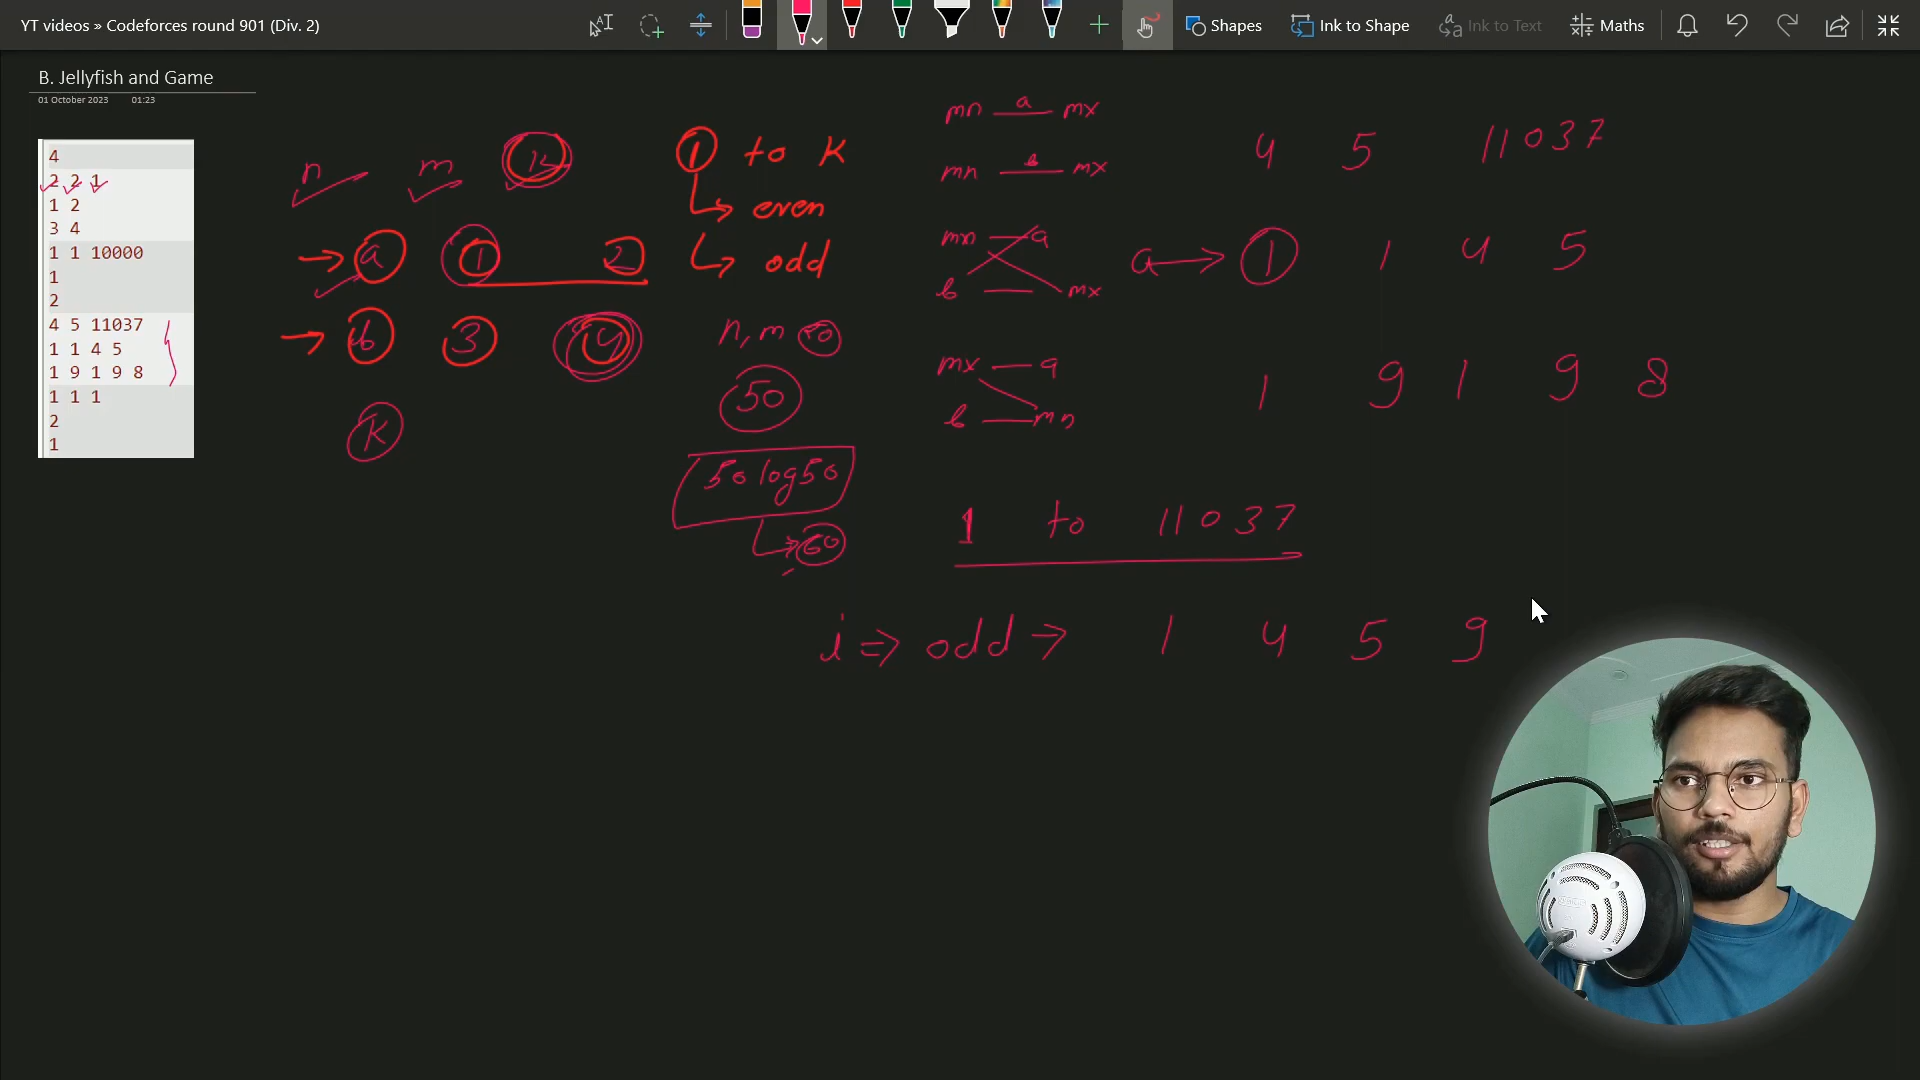 YT videos » Codeforces round 901 (Div. 2)
Shapes
Ink to Shape
Ink to Text
Maths
B. Jellyfish and Game
01 October 2023 01:23
4
2 2 1
1 2
3 4
1 1 10000
1
2
4 5 11037
1 1 4 5
1 9 1 9 8
1 1 1
2
1
n m K
a 1 2
b 3 4
K
1 to K
even
odd
n, m 50
50
50 log 50
60
mn a mx
mn b mx
mn a
b mx
mx a
b mn
4 5 11037
a 1 1 4 5
1 9 1 9 8
1 to 11037
i => odd → 1 4 5 9